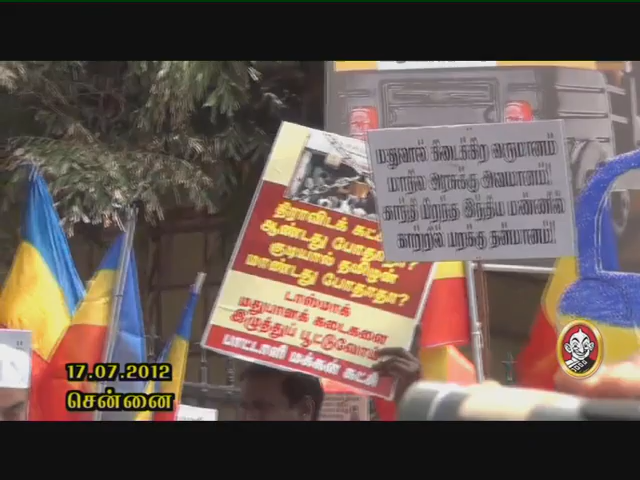 மதுவால் கிடைக்கிற வருமானம்
மாநில அரசுக்கு அவமானம்!
காந்தி பிறந்த இந்திய மண்ணில்
காற்றில் பறக்கு தன்மானம்!
திராவிடக் கட்சி
ஆண்டது போதாதா?
குடியால் தமிழன்
மாண்டது போதாதா?
டாஸ்மாக்
மதுபானக் கடைகளை
இழுத்துப் பூட்டுவோம்
பாட்டாளி மக்கள் கட்சி
17.07.2012
சென்னை